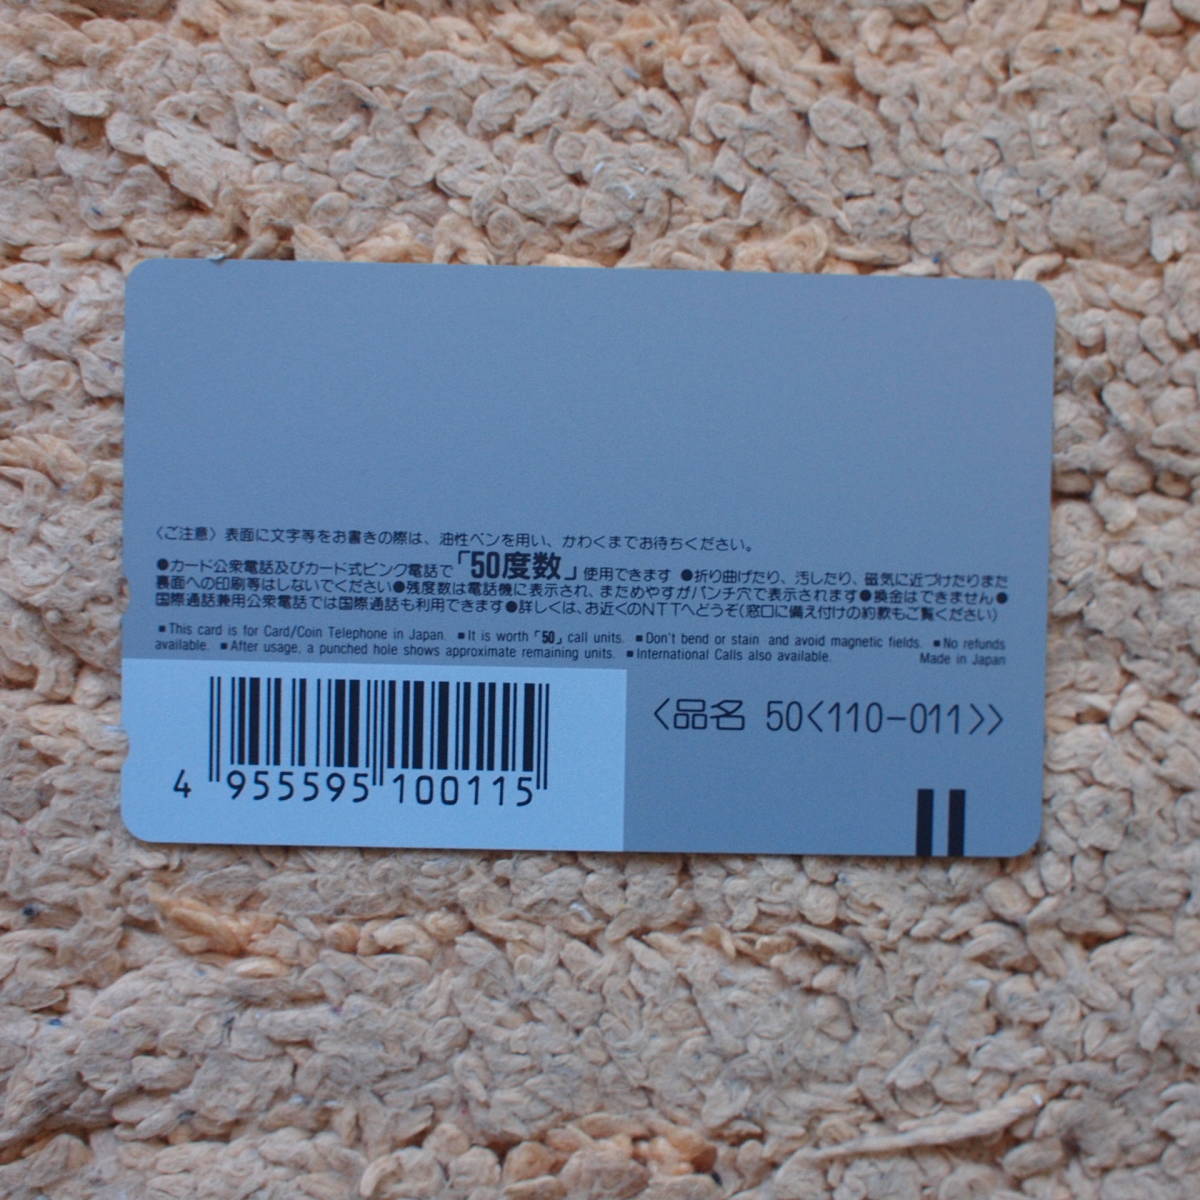 〈ご注意〉表面に文字等をお書きの際は、油性ペンを用い、かわくまでお待ちください。
●カード公衆電話及びカード式ピンク電話で「50度数」使用できます ●折り曲げたり、汚したり、磁気に近づけたりまた
裏面への印刷等はしないでください●残度数は電話機に表示され、まためやすがパンチ穴で表示されます●換金はできません●
国際通話兼用公衆電話では国際通話も利用できます●詳しくは、お近くのNTTへどうぞ(窓口に備え付けの約款もご覧ください)
■This card is for Card/Coin Telephone in Japan. ■It is worth「50」call units. ■Don't bend or stain and avoid magnetic fields. ■No refunds
available. ■After usage, a punched hole shows approximate remaining units. ■International Calls also available. Made in Japan
〈品名 50〈110-011〉〉
4 955595 100115